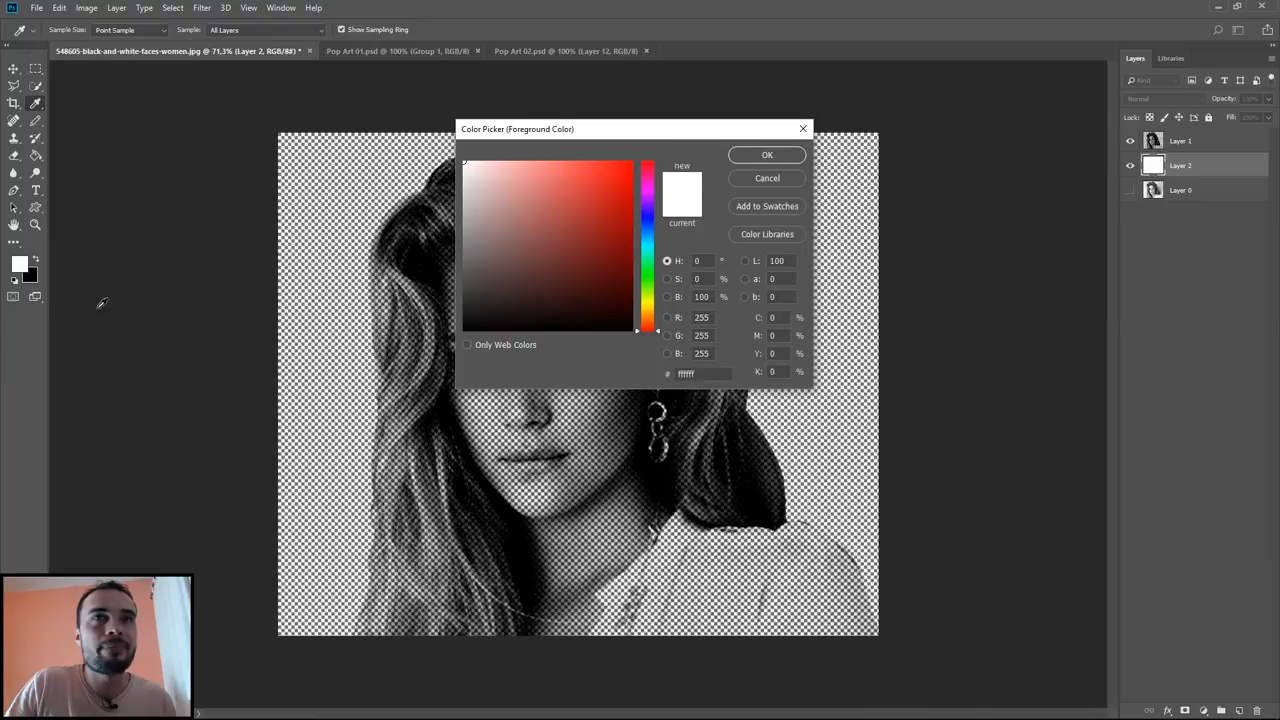 Ps File Edit Image Layer Type Select Filter 3D View Window Help
Sample Size: Point Sample Sample: All Layers Show Sampling Ring
548605-black-and-white-faces-women.jpg @ 71,3% (Layer 2, RGB/8#) * × Pop Art 01.psd @ 100% (Group 1, RGB/8) × Pop Art 02.psd @ 100% (Layer 12, RGB/8) ×
Layers Libraries
Kind
Normal Opacity: 100%
Lock: Fill: 100%
Layer 1
Layer 2
Layer 0
Color Picker (Foreground Color)
new
current
OK
Cancel
Add to Swatches
Color Libraries
Only Web Colors
H: 0 ° L: 100
S: 0 % a: 0
B: 100 % b: 0
R: 255 C: 0 %
G: 255 M: 0 %
B: 255 Y: 0 %
# ffffff K: 0 %